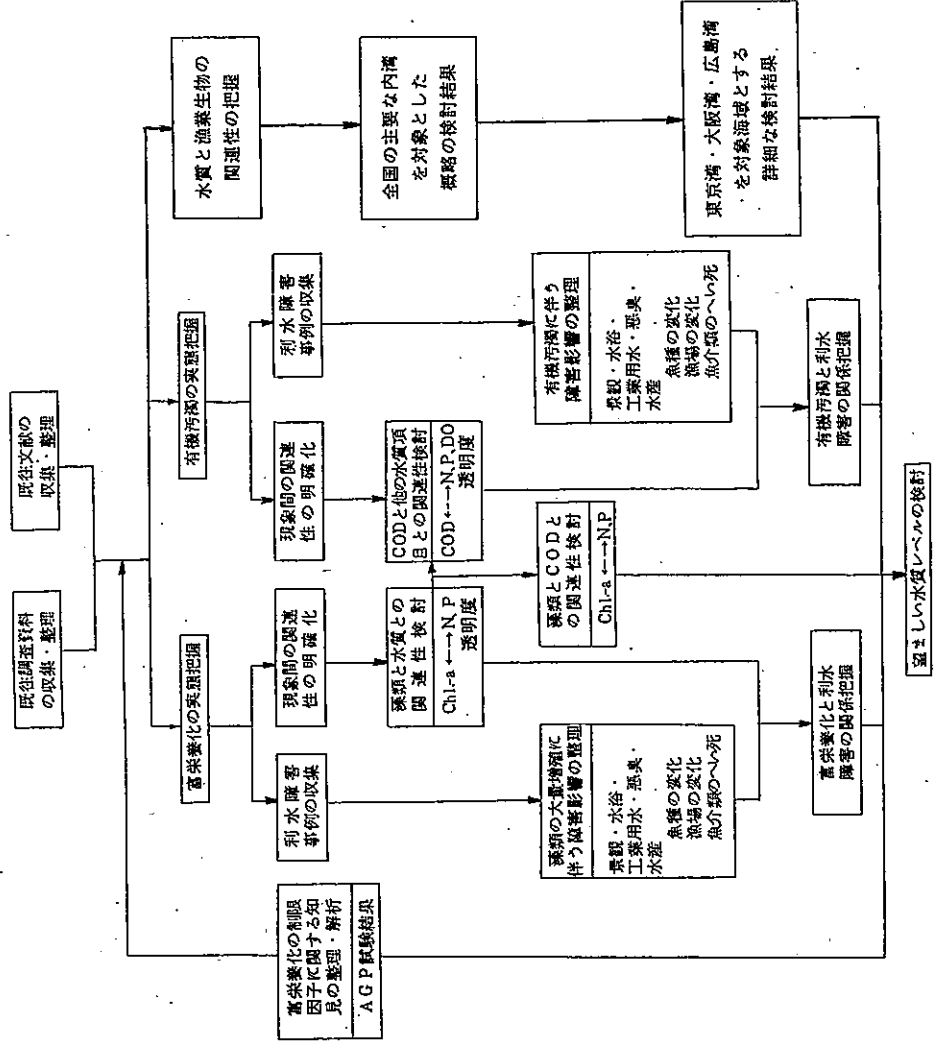 既往調査資料
の収集・整理
既往文献の
収集・整理
富栄養化の制限
因子に関する知
見の整理・解析
AGP試験結果
富栄養化の実態把握
有機汚濁の実態把握
水質と漁業生物の
関連性の把握
利水障害
事例の収集
現象間の関連
性の明確化
現象間の関連
性の明確化
利水障害
事例の収集
全国の主要な内湾
を対象とした
概略の検討結果
藻類と水質との
関連性検討
Chl.-a←→N,P
透明度
CODと他の水質項
目との関連性検討
COD←→N,P,DO
透明度
藻類とCODと
の関連性検討
Chl.-a←→N,P
藻類の大量増殖に
伴う障害影響の整理
景観・水浴・
工業用水・悪臭・
水産
魚種の変化
漁場の変化
魚介類のへい死
有機汚濁に伴う
障害影響の整理
景観・水浴・
工業用水・悪臭・
水産
魚種の変化
漁場の変化
魚介類のへい死
東京湾・大阪湾・広島湾
を対象海域とする
詳細な検討結果
富栄養化と利水
障害の関係把握
有機汚濁と利水
障害の関係把握
望ましい水質レベルの検討